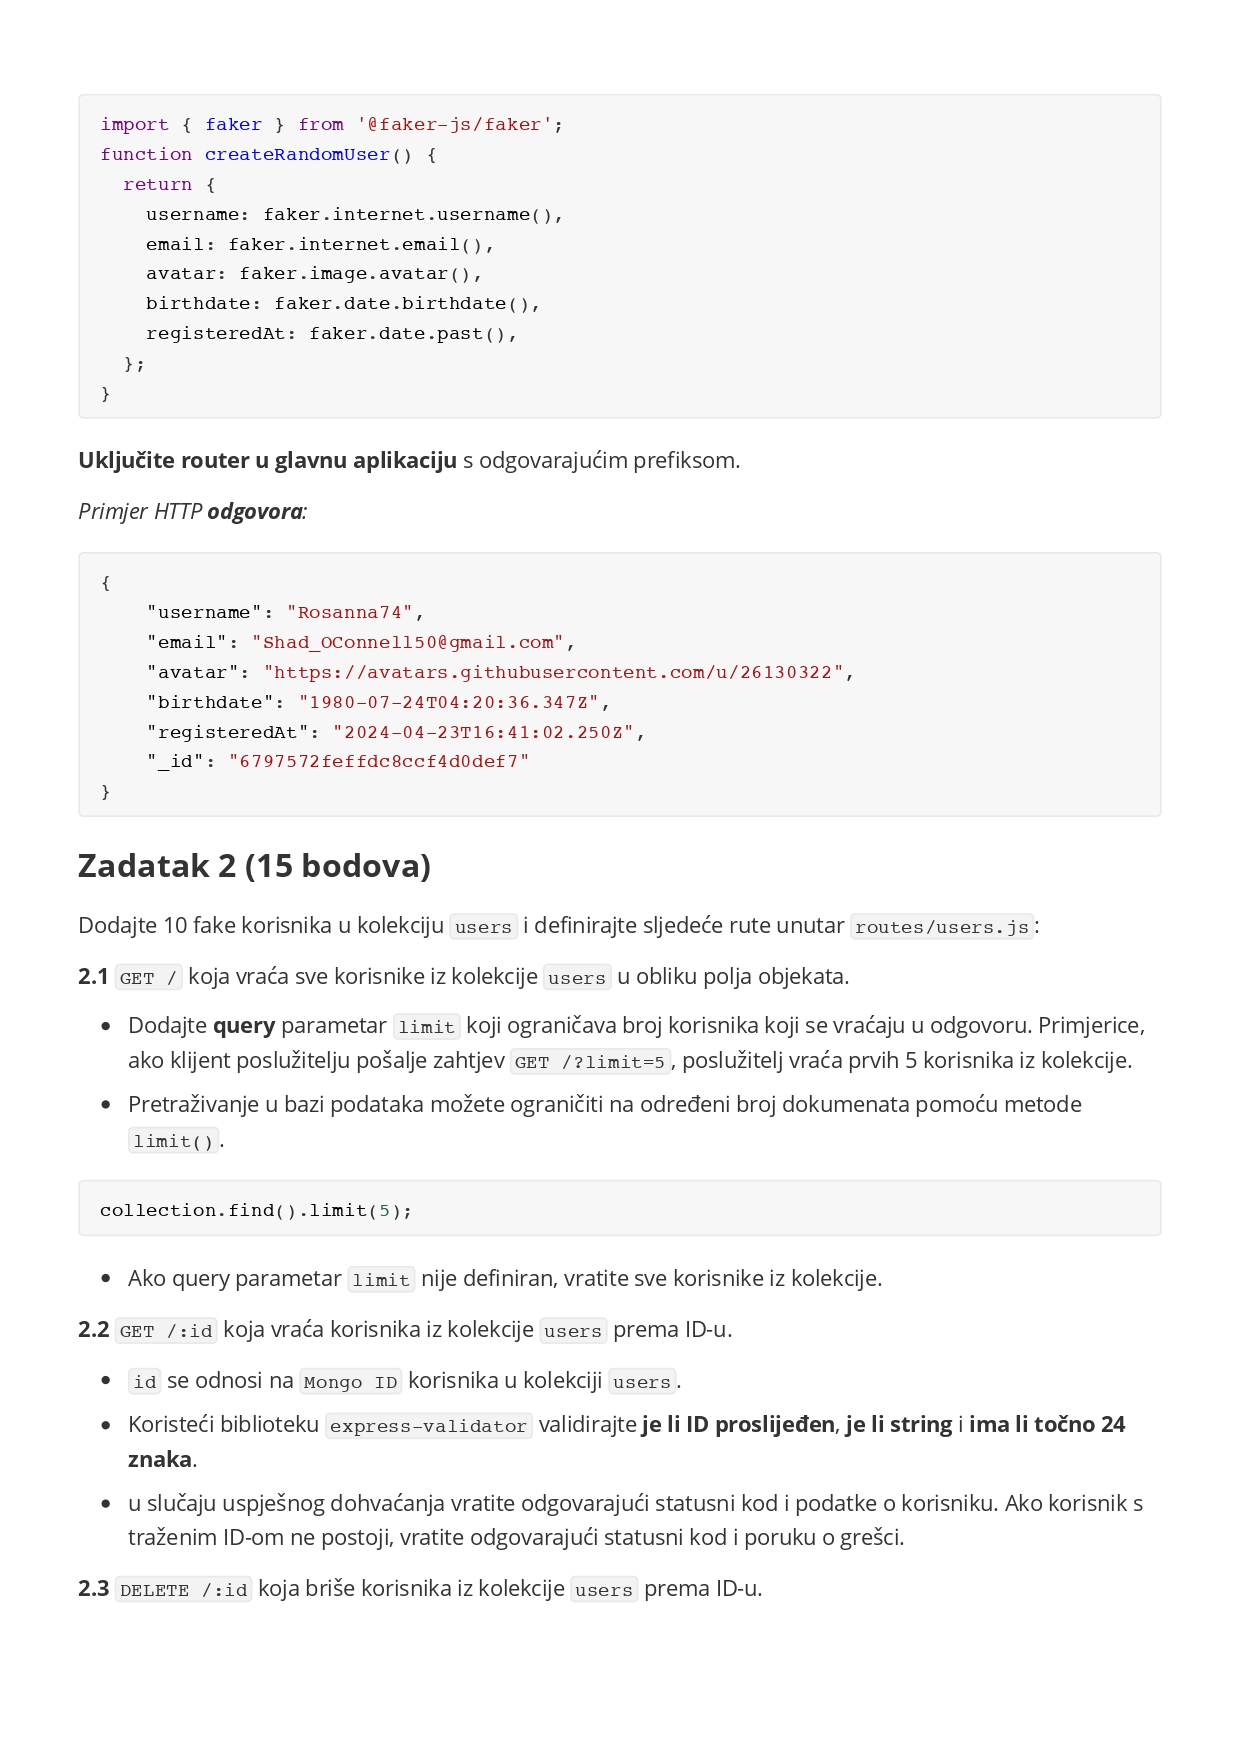 import { faker } from '@faker-js/faker';
function createRandomUser() {
  return {
    username: faker.internet.username(),
    email: faker.internet.email(),
    avatar: faker.image.avatar(),
    birthdate: faker.date.birthdate(),
    registeredAt: faker.date.past(),
  };
}
Uključite router u glavnu aplikaciju s odgovarajućim prefiksom.
Primjer HTTP odgovora:
{
    "username": "Rosanna74",
    "email": "Shad_OConnell50@gmail.com",
    "avatar": "https://avatars.githubusercontent.com/u/26130322",
    "birthdate": "1980-07-24T04:20:36.347Z",
    "registeredAt": "2024-04-23T16:41:02.250Z",
    "_id": "6797572feffdc8ccf4d0def7"
}
Zadatak 2 (15 bodova)
Dodajte 10 fake korisnika u kolekciju users i definirajte sljedeće rute unutar routes/users.js:
2.1 GET / koja vraća sve korisnike iz kolekcije users u obliku polja objekata.
• Dodajte query parametar limit koji ograničava broj korisnika koji se vraćaju u odgovoru. Primjerice,
ako klijent poslužitelju pošalje zahtjev GET /?limit=5, poslužitelj vraća prvih 5 korisnika iz kolekcije.
• Pretraživanje u bazi podataka možete ograničiti na određeni broj dokumenata pomoću metode
limit().
collection.find().limit(5);
• Ako query parametar limit nije definiran, vratite sve korisnike iz kolekcije.
2.2 GET /:id koja vraća korisnika iz kolekcije users prema ID-u.
• id se odnosi na Mongo ID korisnika u kolekciji users.
• Koristeći biblioteku express-validator validirajte je li ID proslijeđen, je li string i ima li točno 24
znaka.
• u slučaju uspješnog dohvaćanja vratite odgovarajući statusni kod i podatke o korisniku. Ako korisnik s
traženim ID-om ne postoji, vratite odgovarajući statusni kod i poruku o grešci.
2.3 DELETE /:id koja briše korisnika iz kolekcije users prema ID-u.